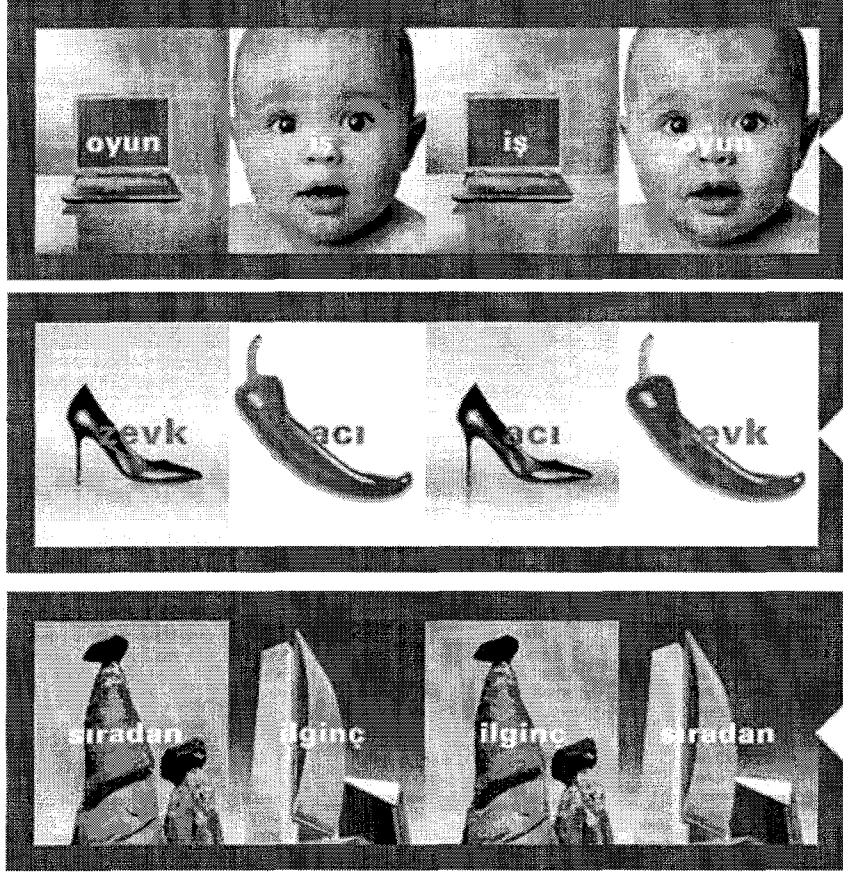 oyun iş iş oyun
zevk acı acı zevk
sıradan ilginç ilginç sıradan